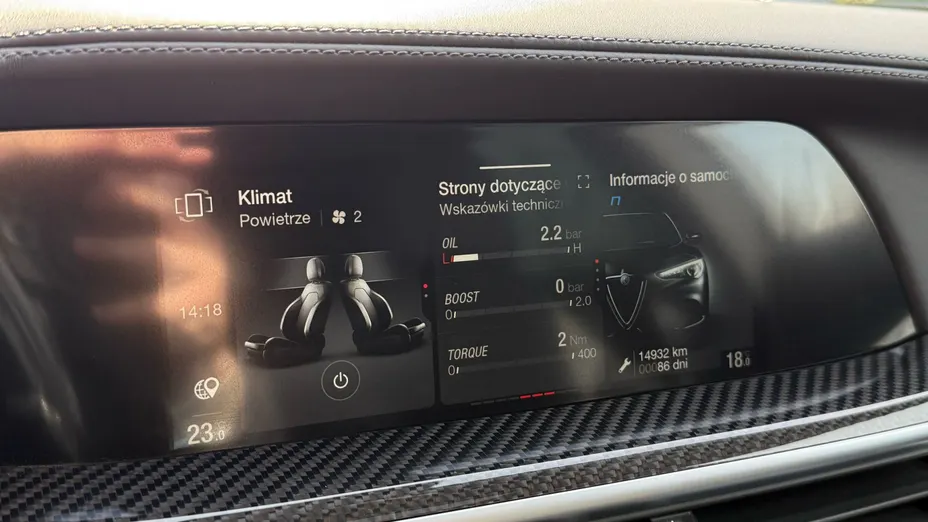 Klimat
Powietrze 2
14:18
23.0
Strony dotyczące
Wskazówki technicz
OIL 2.2 bar
L H
BOOST 0 bar
0 2.0
TORQUE 2 Nm
0 400
Informacje o samoc
14932 km
00086 dni
18.0